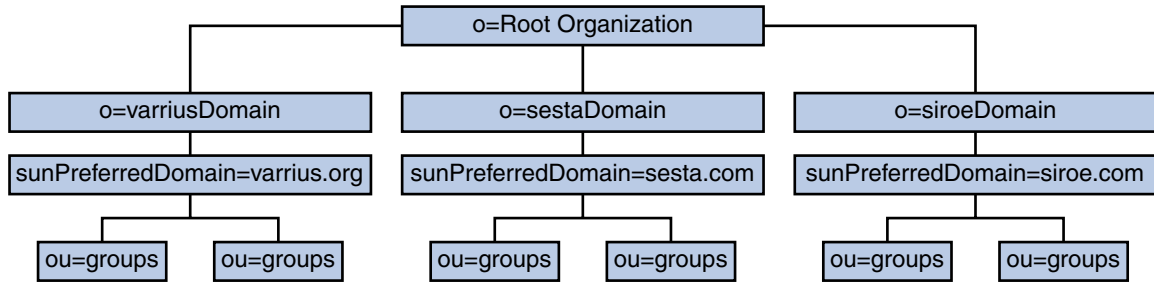 o=Root Organization
o=varriusDomain
o=sestaDomain
o=siroeDomain
sunPreferredDomain=varrius.org
sunPreferredDomain=sesta.com
sunPreferredDomain=siroe.com
ou=groups
ou=groups
ou=groups
ou=groups
ou=groups
ou=groups